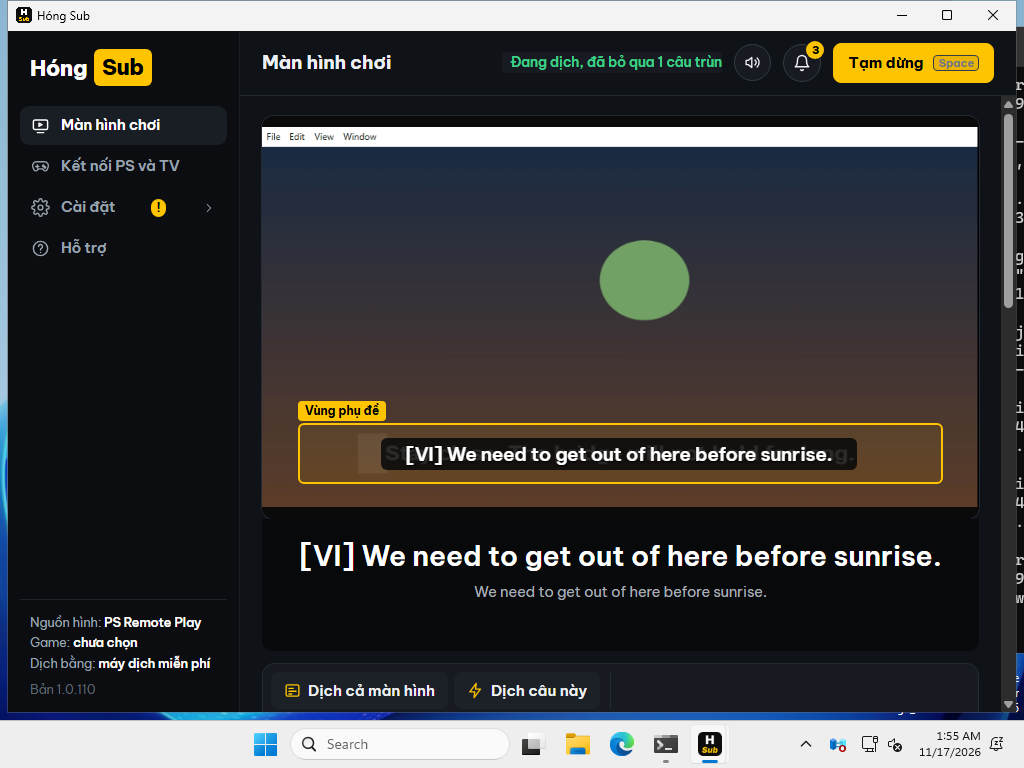 Hóng Sub
Hóng Sub
Màn hình chơi
Đang dịch, đã bỏ qua 1 câu trùn
3
Tạm dừng Space
Màn hình chơi
Kết nối PS và TV
Cài đặt !
Hỗ trợ
File Edit View Window
Vùng phụ đề
[VI] We need to get out of here before sunrise.
[VI] We need to get out of here before sunrise.
We need to get out of here before sunrise.
Dịch cả màn hình Dịch câu này
Nguồn hình: PS Remote Play
Game: chưa chọn
Dịch bằng: máy dịch miễn phí
Bản 1.0.110
Search
H Sub
1:55 AM
11/17/2026